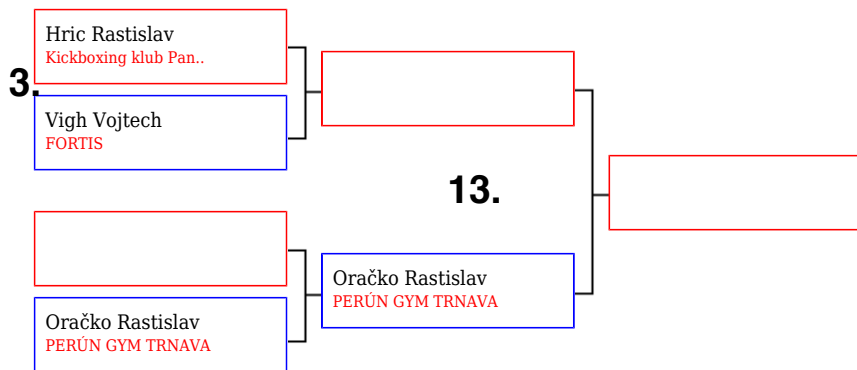 Hric Rastislav
Kickboxing klub Pan..
3.
Vigh Vojtech
FORTIS
13.
Oračko Rastislav
PERÚN GYM TRNAVA
Oračko Rastislav
PERÚN GYM TRNAVA